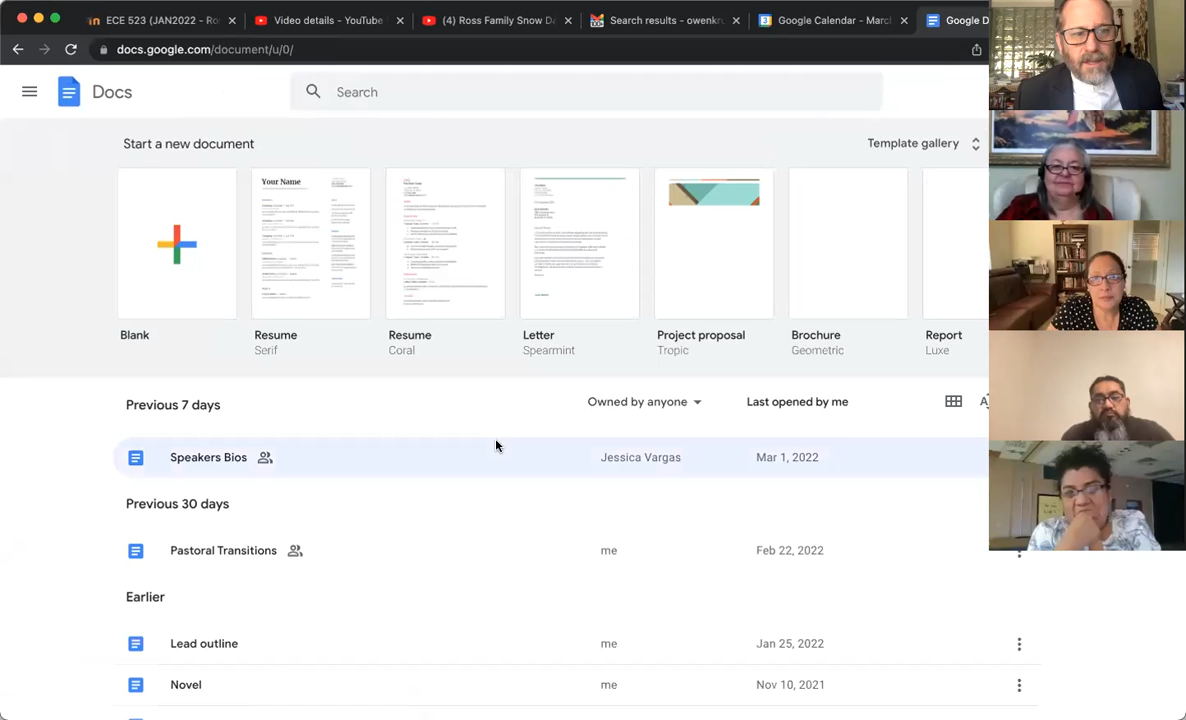 ECE 523 (JAN2022 - Ro
Video details - YouTube
(4) Ross Family Snow Da
Search results - owenkru
Google Calendar - March
Google D
docs.google.com/document/u/0/
Docs
Search
Start a new document
Template gallery
Your Name
Blank
Resume
Serif
Resume
Coral
Letter
Spearmint
Project proposal
Tropic
Brochure
Geometric
Report
Luxe
Previous 7 days
Owned by anyone
Last opened by me
Speakers Bios
Jessica Vargas
Mar 1, 2022
Previous 30 days
Pastoral Transitions
me
Feb 22, 2022
Earlier
Lead outline
me
Jan 25, 2022
Novel
me
Nov 10, 2021